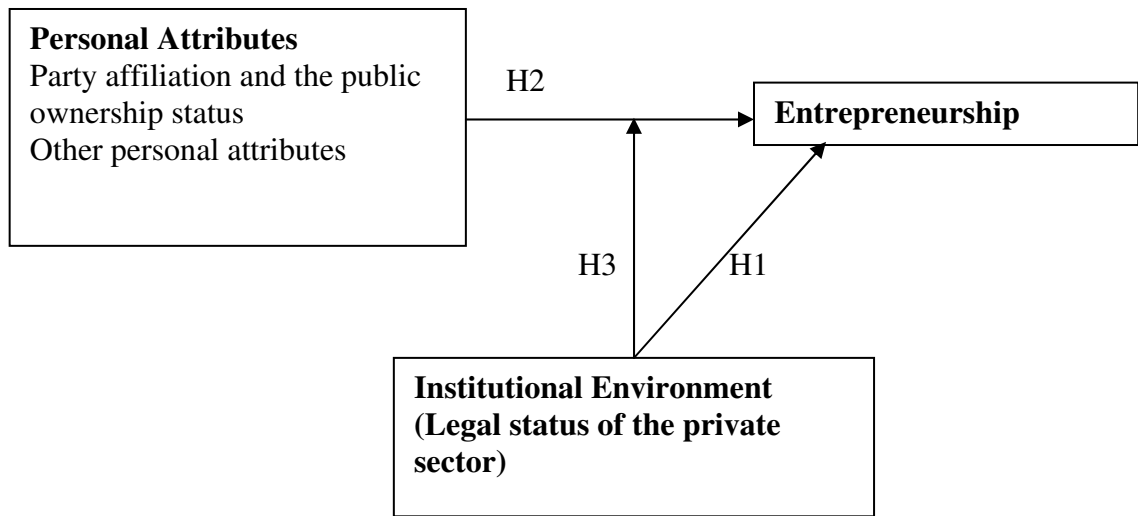 Personal Attributes
Party affiliation and the public
ownership status
Other personal attributes
H2
Entrepreneurship
H3
H1
Institutional Environment
(Legal status of the private
sector)